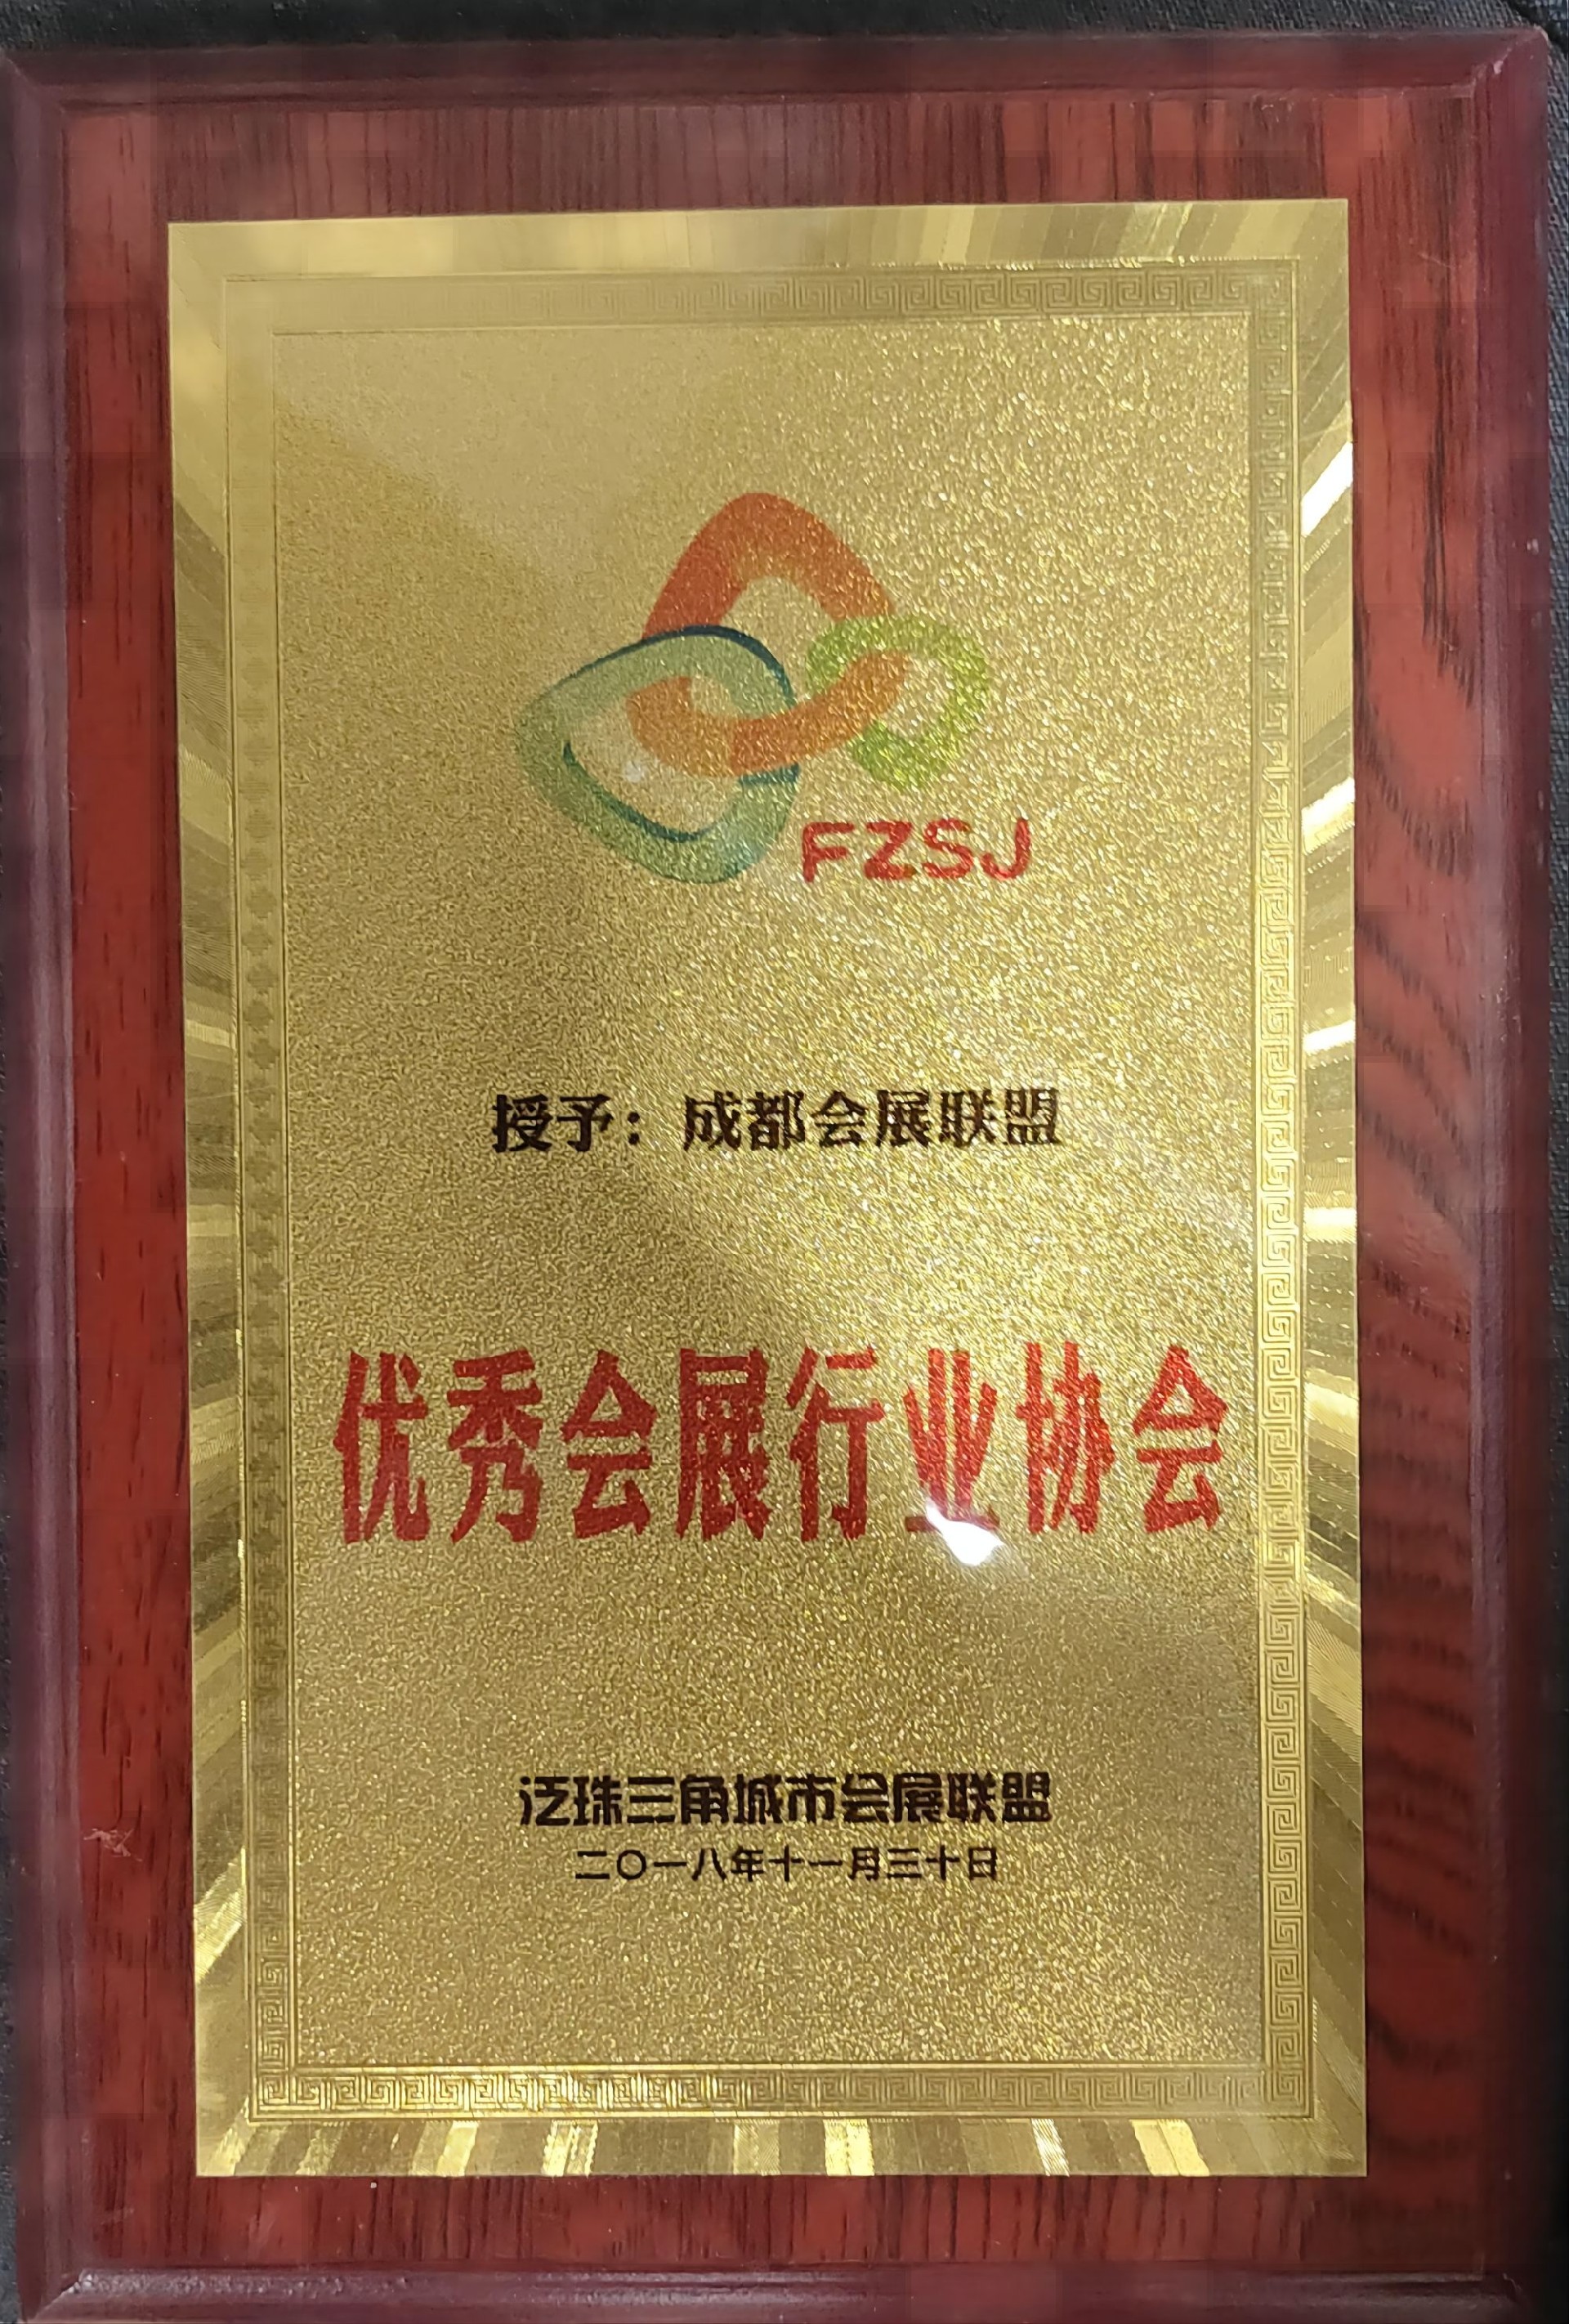 FZSJ
授予：成都会展联盟
优秀会展行业协会
泛珠三角城市会展联盟
二〇一八年十一月三十日